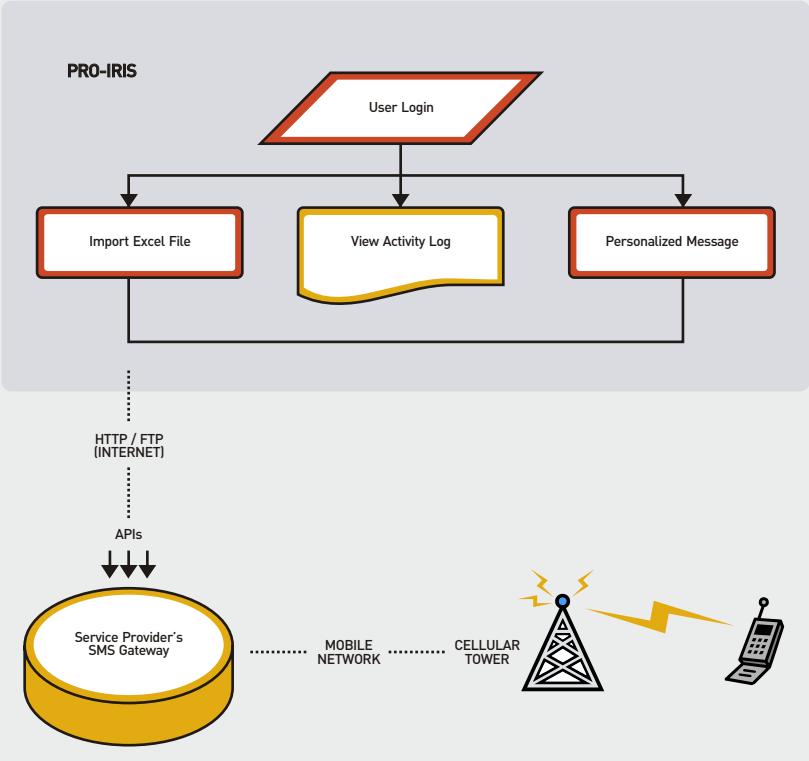 PRO-IRIS
User Login
Import Excel File
View Activity Log
Personalized Message
HTTP / FTP
(INTERNET)
APIs
Service Provider's
SMS Gateway
MOBILE
NETWORK
CELLULAR
TOWER